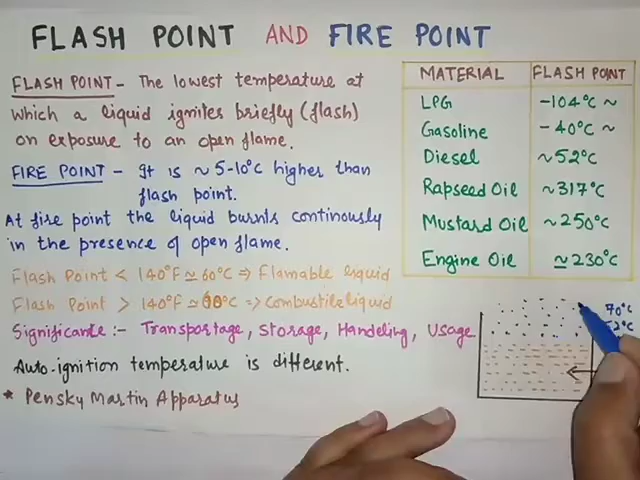 FLASH POINT AND FIRE POINT
FLASH POINT - The lowest temperature at
which a liquid ignites briefly (flash)
on exposure to an open flame.
FIRE POINT - It is ~ 5-10°C higher than
flash point.
At fire point the liquid burnts continously
in the presence of open flame.
Flash Point < 140°F ≃ 60°C ⇒ Flamable liquid
Flash Point > 140°F ≃ 60°C ⇒ Combustile liquid
Significante :- Transportage, Storage, Handeling, Usage
Auto-ignition temperature is different.
* Pensky Martin Apparatus
MATERIAL FLASH POINT
LPG -104°C ~
Gasoline -40°C ~
Diesel ~52°C
Rapseed Oil ~317°C
Mustard Oil ~250°C
Engine Oil ≃ 230°C
70°C
2°C